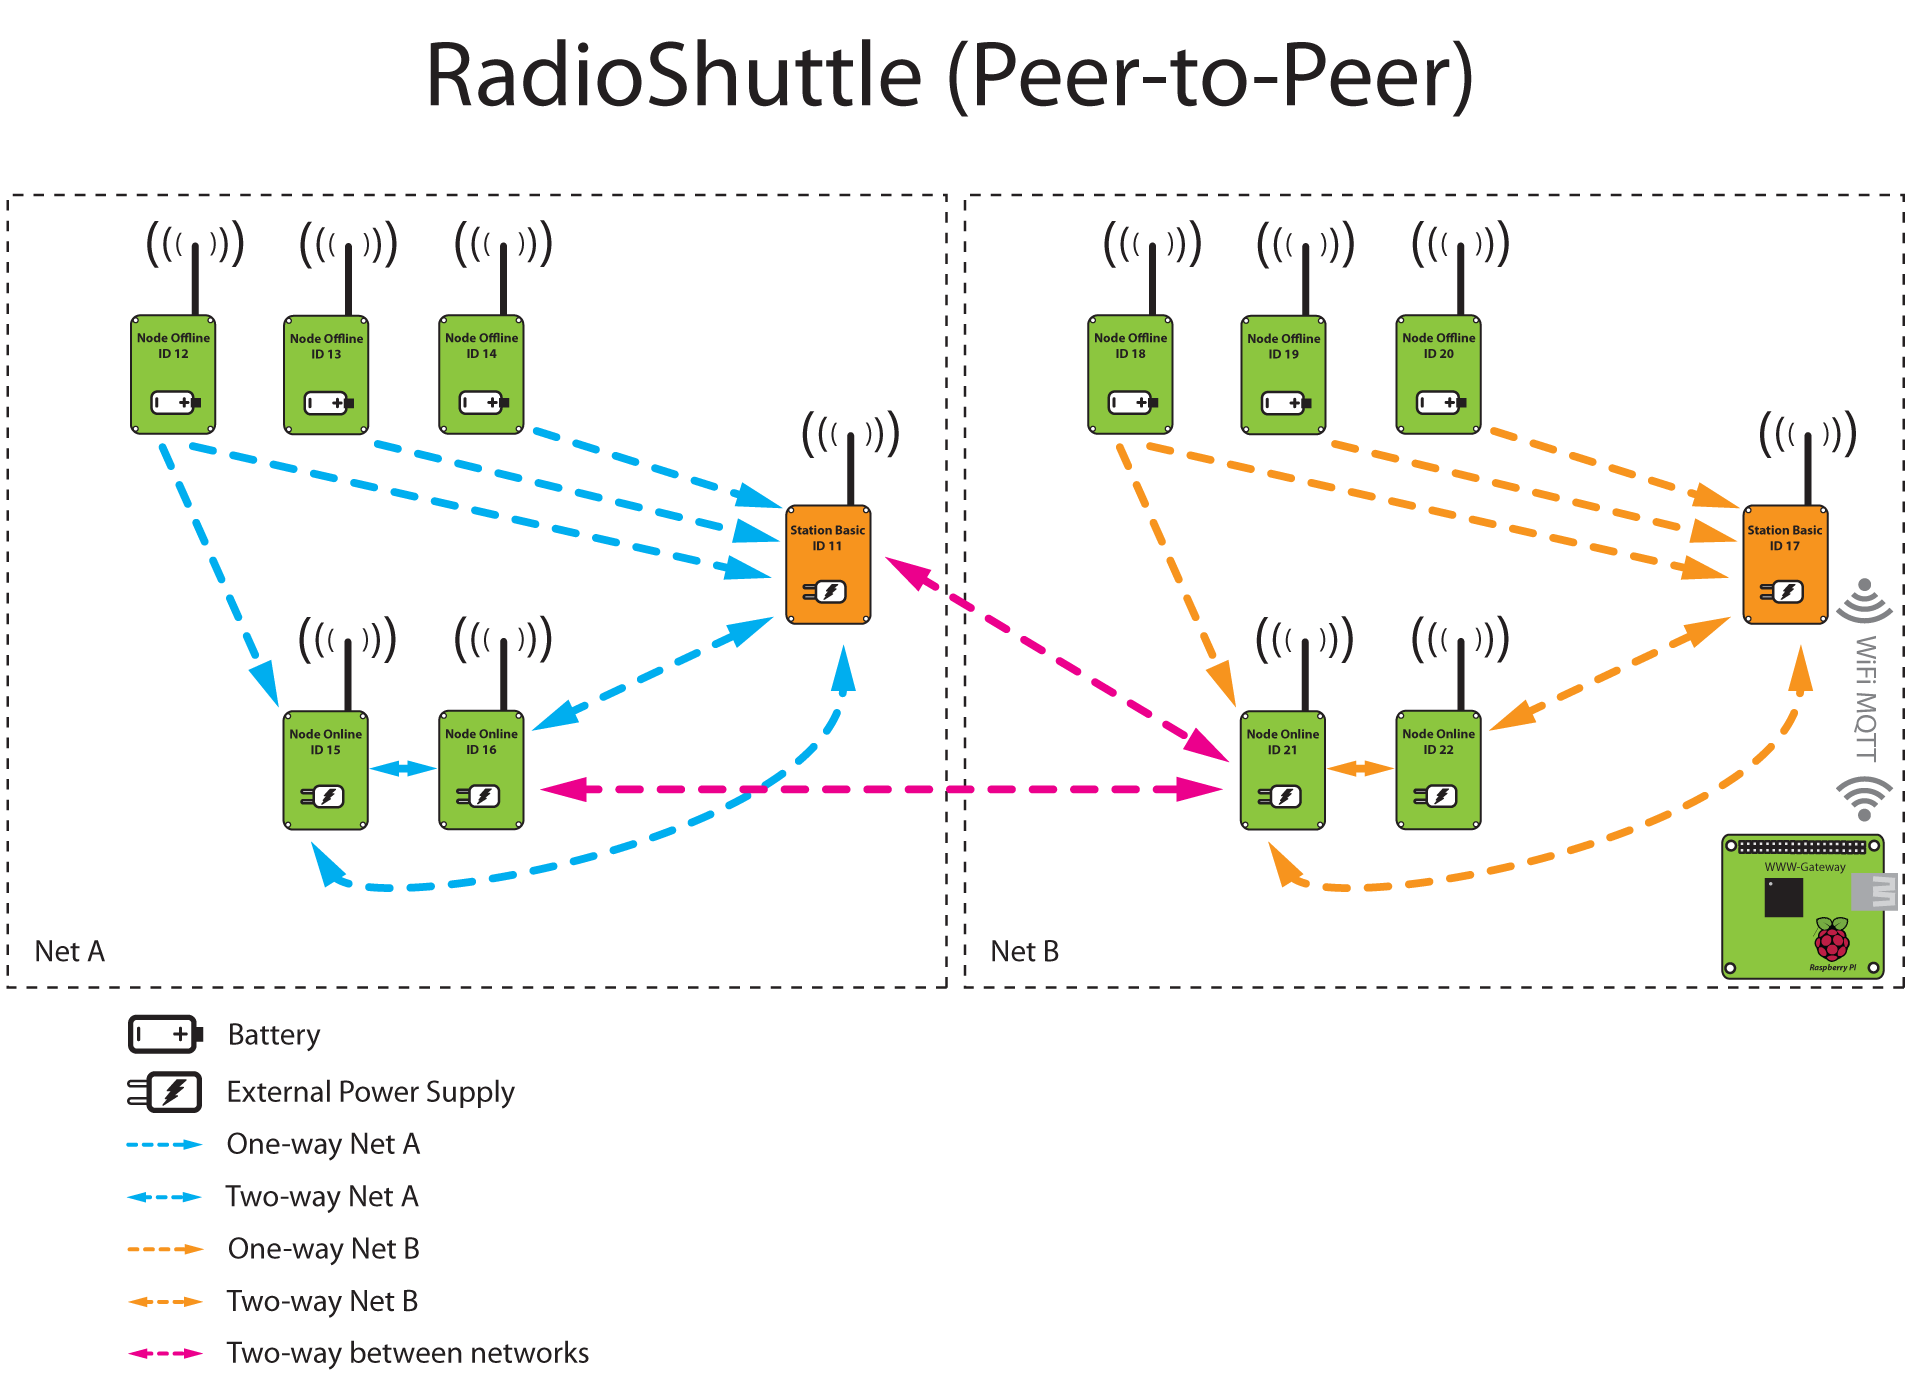 RadioShuttle (Peer-to-Peer)
Node Offline
ID 12
Node Offline
ID 13
Node Offline
ID 14
Station Basic
ID 11
Node Online
ID 15
Node Online
ID 16
Net A
Node Offline
ID 18
Node Offline
ID 19
Node Offline
ID 20
Station Basic
ID 17
WiFi MQTT
Node Online
ID 21
Node Online
ID 22
WWW-Gateway
Raspberry PI
Net B
Battery
External Power Supply
One-way Net A
Two-way Net A
One-way Net B
Two-way Net B
Two-way between networks